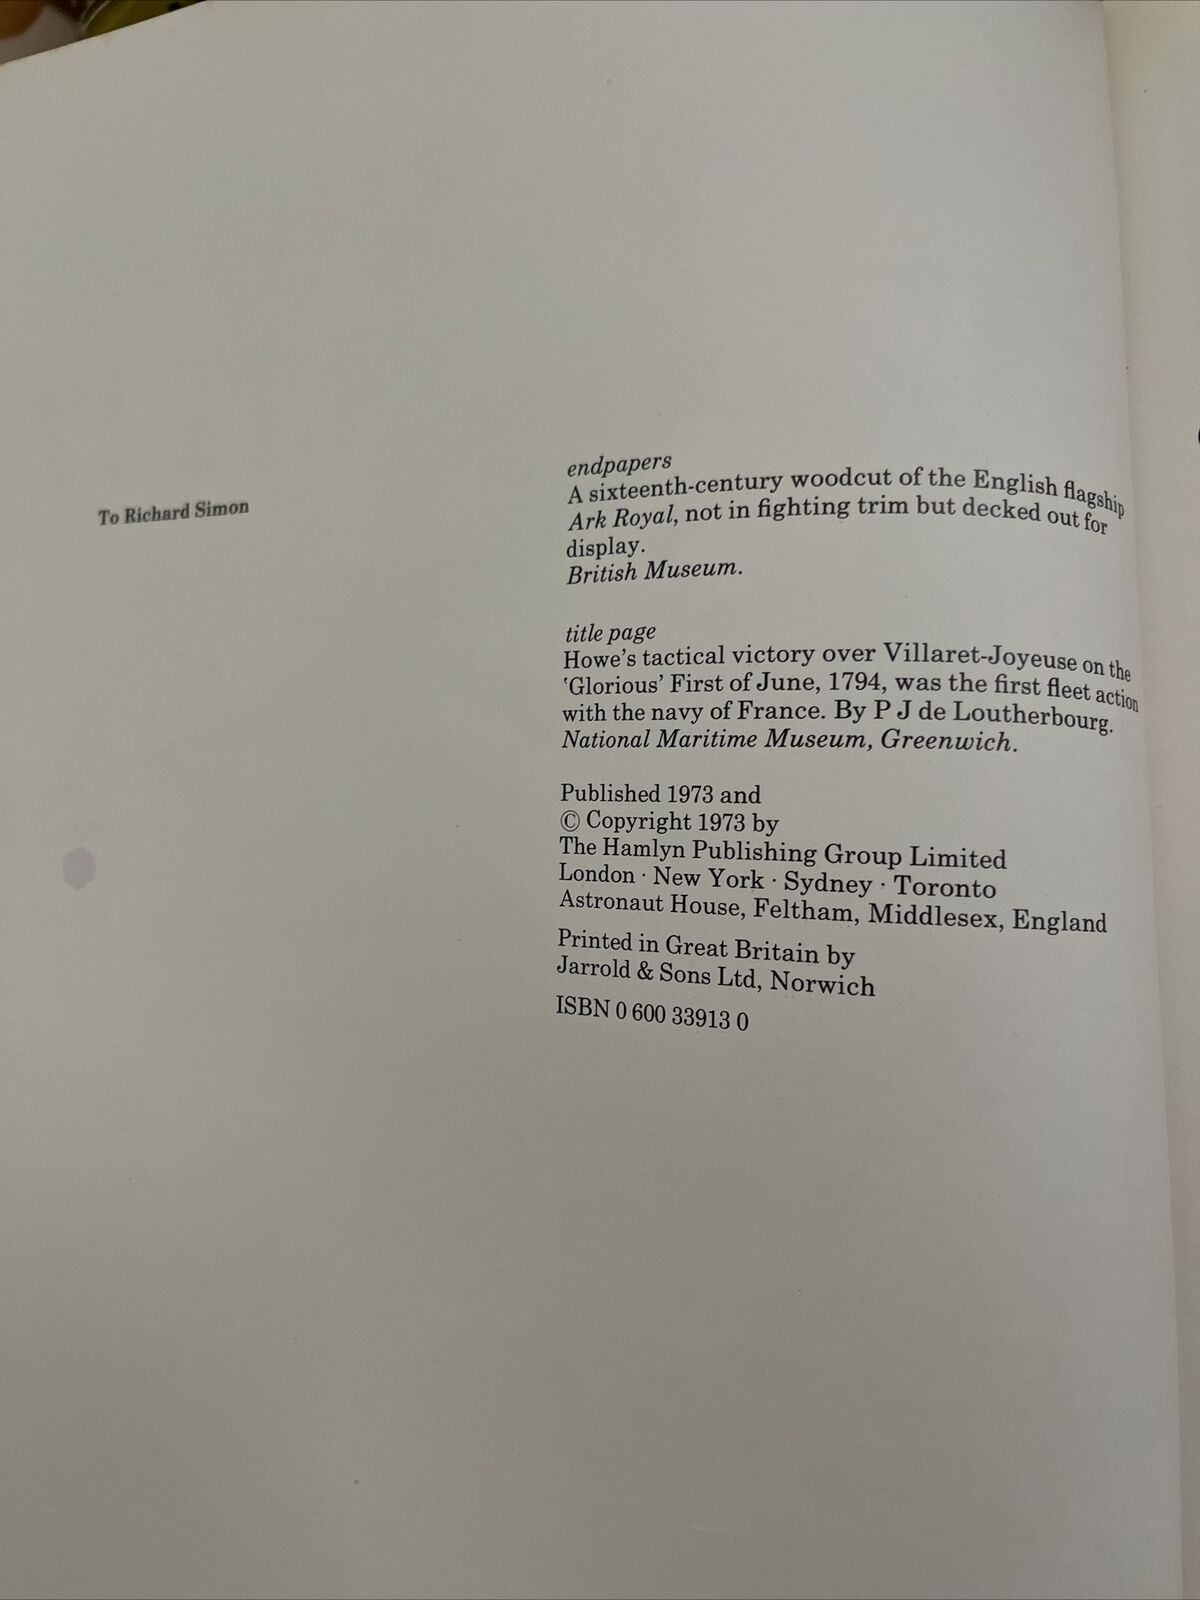 To Richard Simon
endpapers
A sixteenth-century woodcut of the English flagship
Ark Royal, not in fighting trim but decked out for
display.
British Museum.
title page
Howe's tactical victory over Villaret-Joyeuse on the
‘Glorious’ First of June, 1794, was the first fleet action
with the navy of France. By P J de Loutherbourg.
National Maritime Museum, Greenwich.
Published 1973 and
© Copyright 1973 by
The Hamlyn Publishing Group Limited
London · New York · Sydney · Toronto
Astronaut House, Feltham, Middlesex, England
Printed in Great Britain by
Jarrold & Sons Ltd, Norwich
ISBN 0 600 33913 0